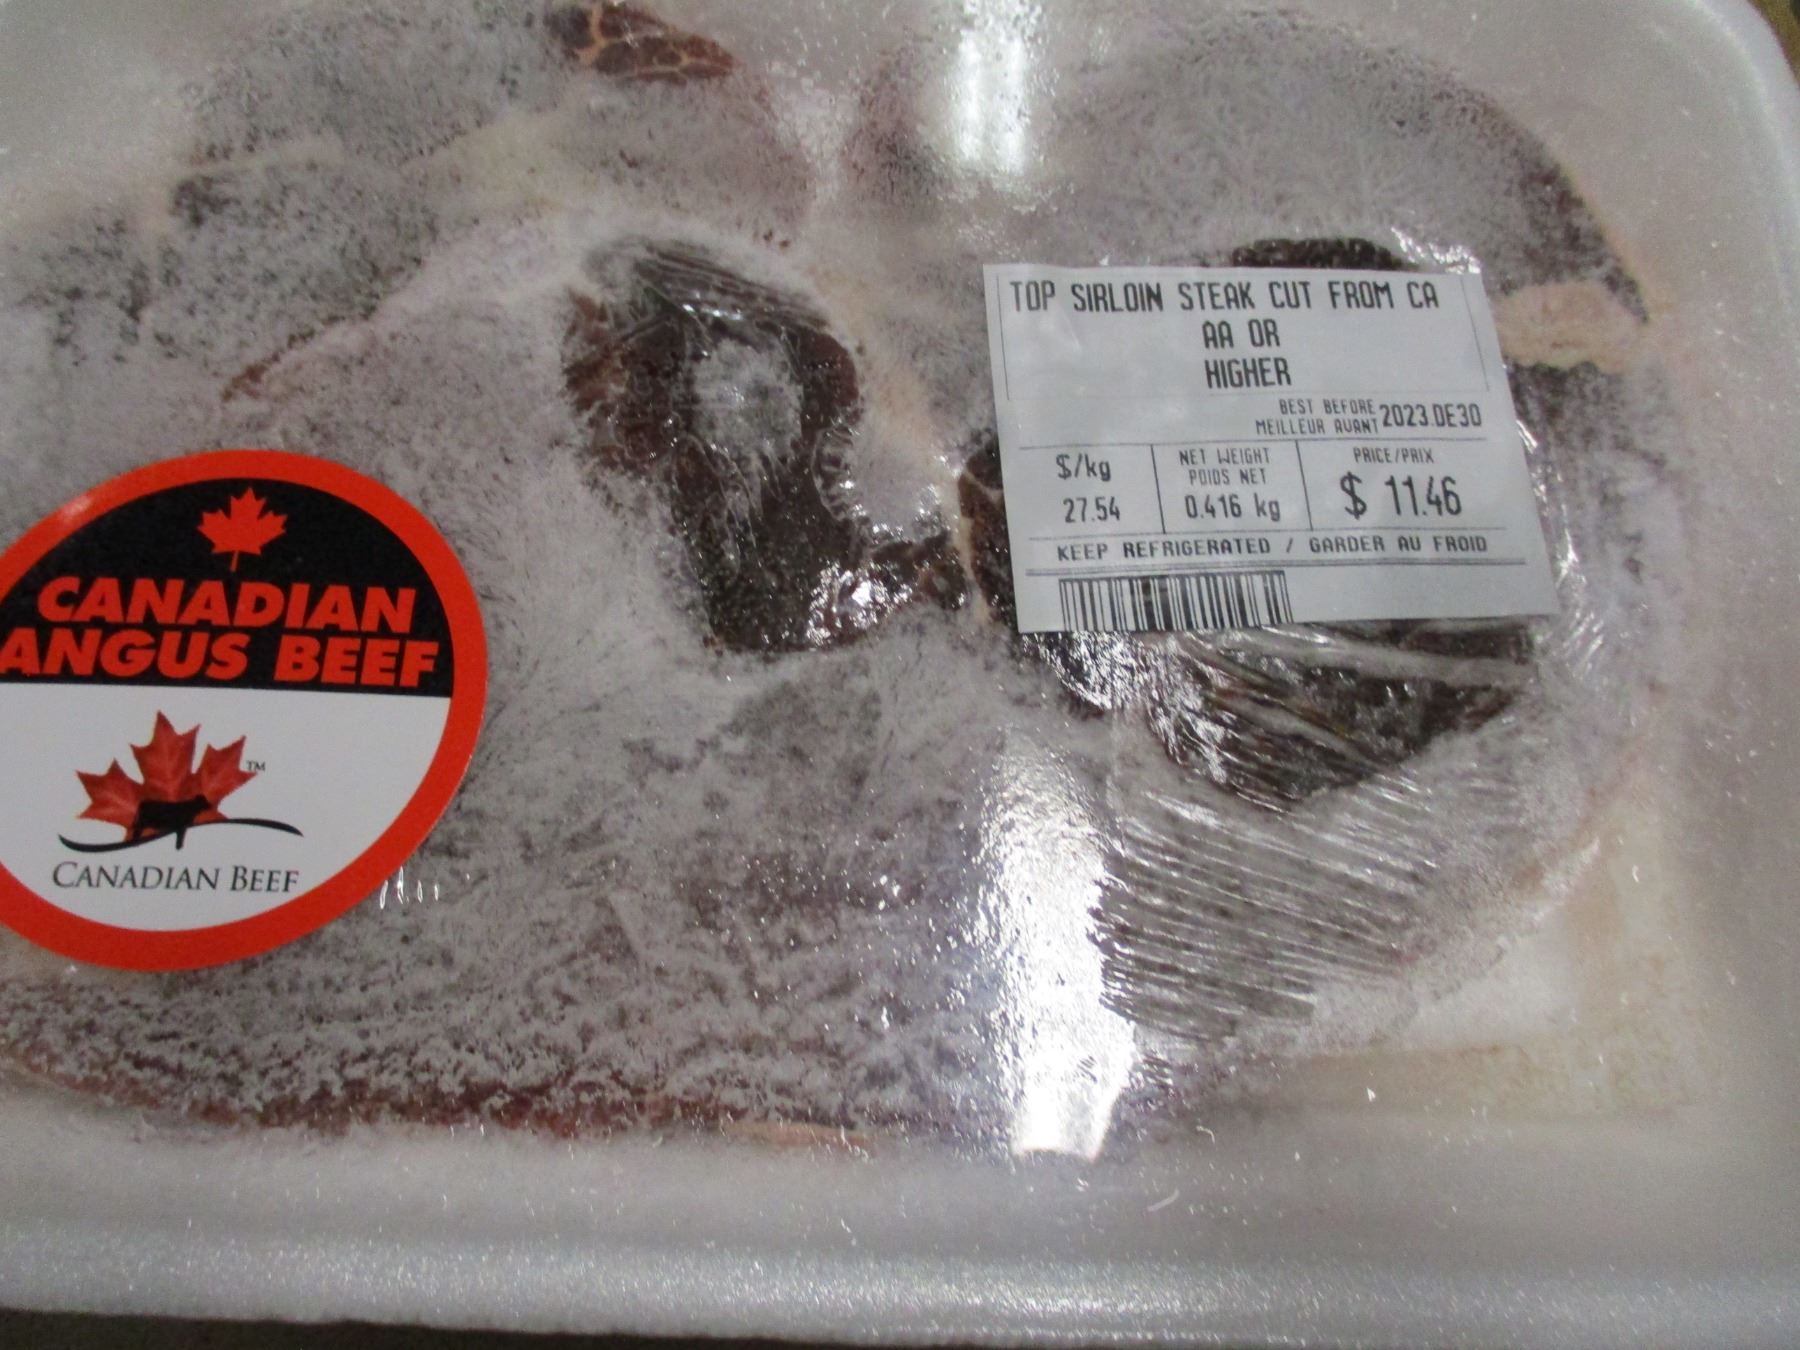 TOP SIRLOIN STEAK CUT FROM CA
AA OR
HIGHER
BEST BEFORE
MEILLEUR AVANT 2023.DE30
$/kg
27.54
NET WEIGHT
POIDS NET
0.416 kg
PRICE/PRIX
$ 11.46
KEEP REFRIGERATED / GARDER AU FROID
CANADIAN
ANGUS BEEF
TM
CANADIAN BEEF